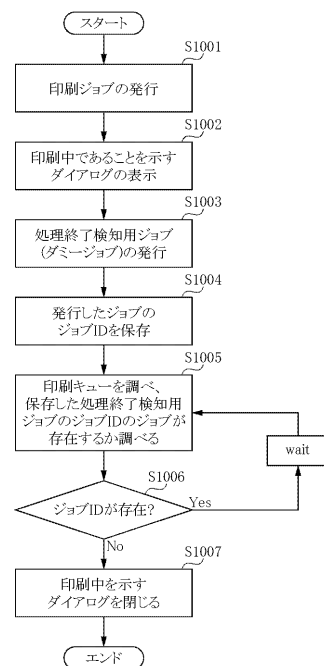 スタート
S1001
印刷ジョブの発行
S1002
印刷中であることを示す
ダイアログの表示
S1003
処理終了検知用ジョブ
(ダミージョブ)の発行
S1004
発行したジョブの
ジョブIDを保存
S1005
印刷キューを調べ、
保存した処理終了検知用
ジョブのジョブIDのジョブが
存在するか調べる
wait
S1006
ジョブIDが存在?
Yes
No
S1007
印刷中を示す
ダイアログを閉じる
エンド